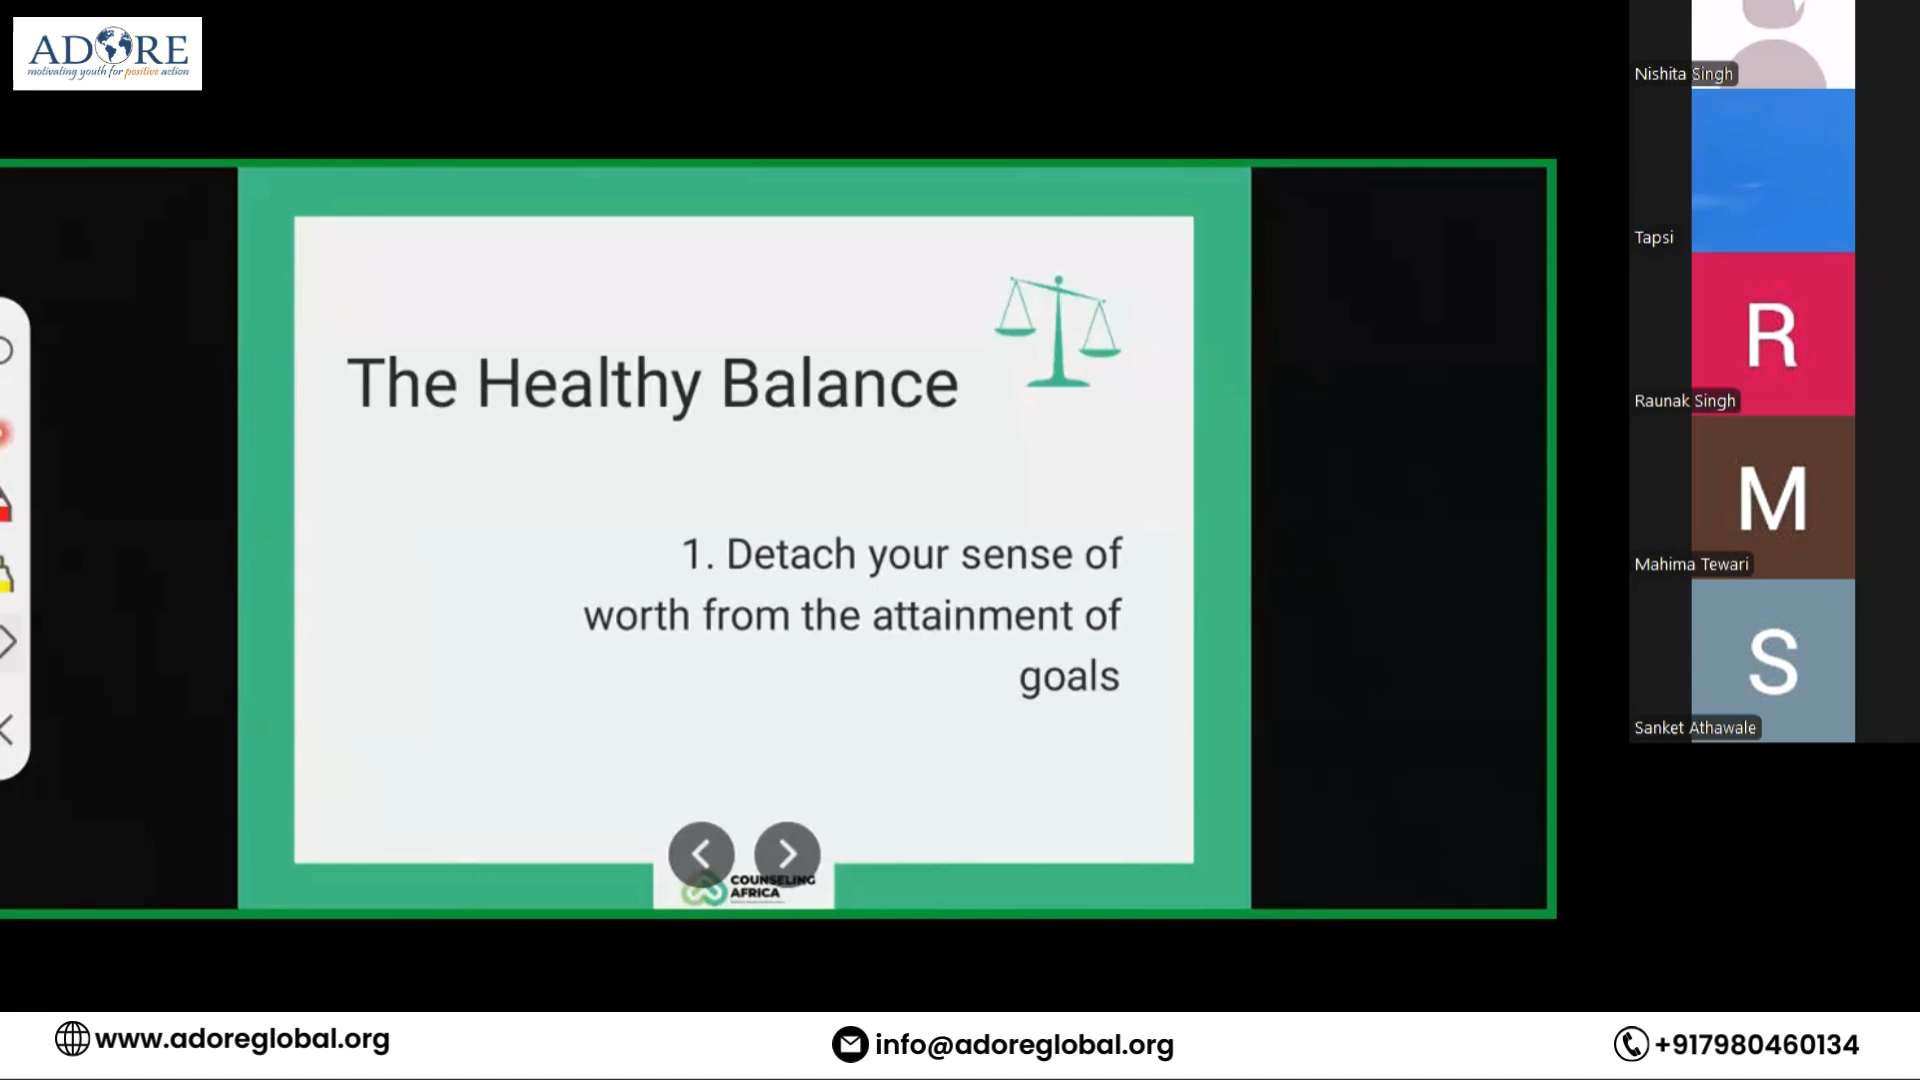 ADORE
motivating youth for positive action
Nishita Singh
Tapsi
R
Raunak Singh
M
Mahima Tewari
S
Sanket Athawale
The Healthy Balance
1. Detach your sense of
worth from the attainment of
goals
COUNSELING
AFRICA
www.adoreglobal.org
info@adoreglobal.org
+917980460134